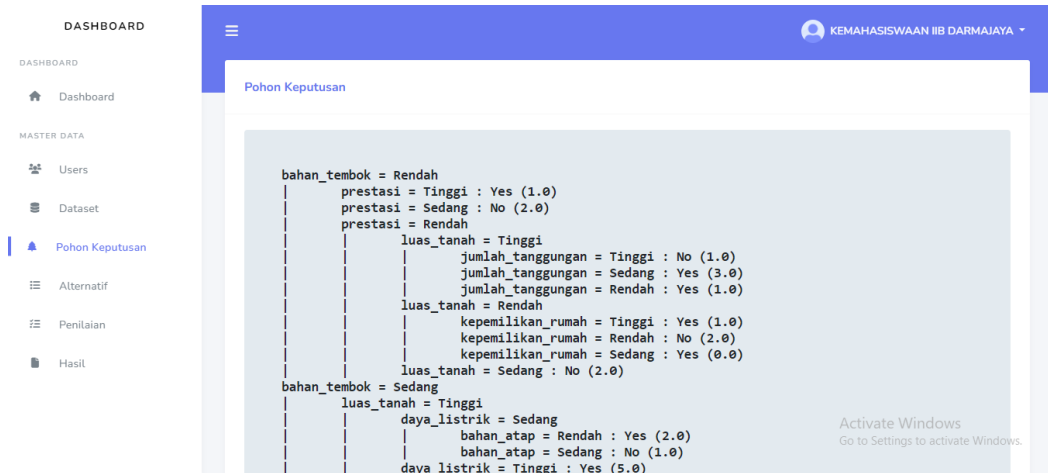 DASHBOARD
DASHBOARD
Dashboard
MASTER DATA
Users
Dataset
Pohon Keputusan
Alternatif
Penilaian
Hasil
KEMAHASISWAAN IIB DARMAJAYA
Pohon Keputusan
bahan_tembok = Rendah
| prestasi = Tinggi : Yes (1.0)
| prestasi = Sedang : No (2.0)
| prestasi = Rendah
| | luas_tanah = Tinggi
| | | jumlah_tanggungan = Tinggi : No (1.0)
| | | jumlah_tanggungan = Sedang : Yes (3.0)
| | | jumlah_tanggungan = Rendah : Yes (1.0)
| | luas_tanah = Rendah
| | | kepemilikan_rumah = Tinggi : Yes (1.0)
| | | kepemilikan_rumah = Rendah : No (2.0)
| | | kepemilikan_rumah = Sedang : Yes (0.0)
| | luas_tanah = Sedang : No (2.0)
bahan_tembok = Sedang
| luas_tanah = Tinggi
| | daya_listrik = Sedang
| | | bahan_atap = Rendah : Yes (2.0)
| | | bahan_atap = Sedang : No (1.0)
| | daya_listrik = Tinggi : Yes (5.0)
Activate Windows
Go to Settings to activate Windows.